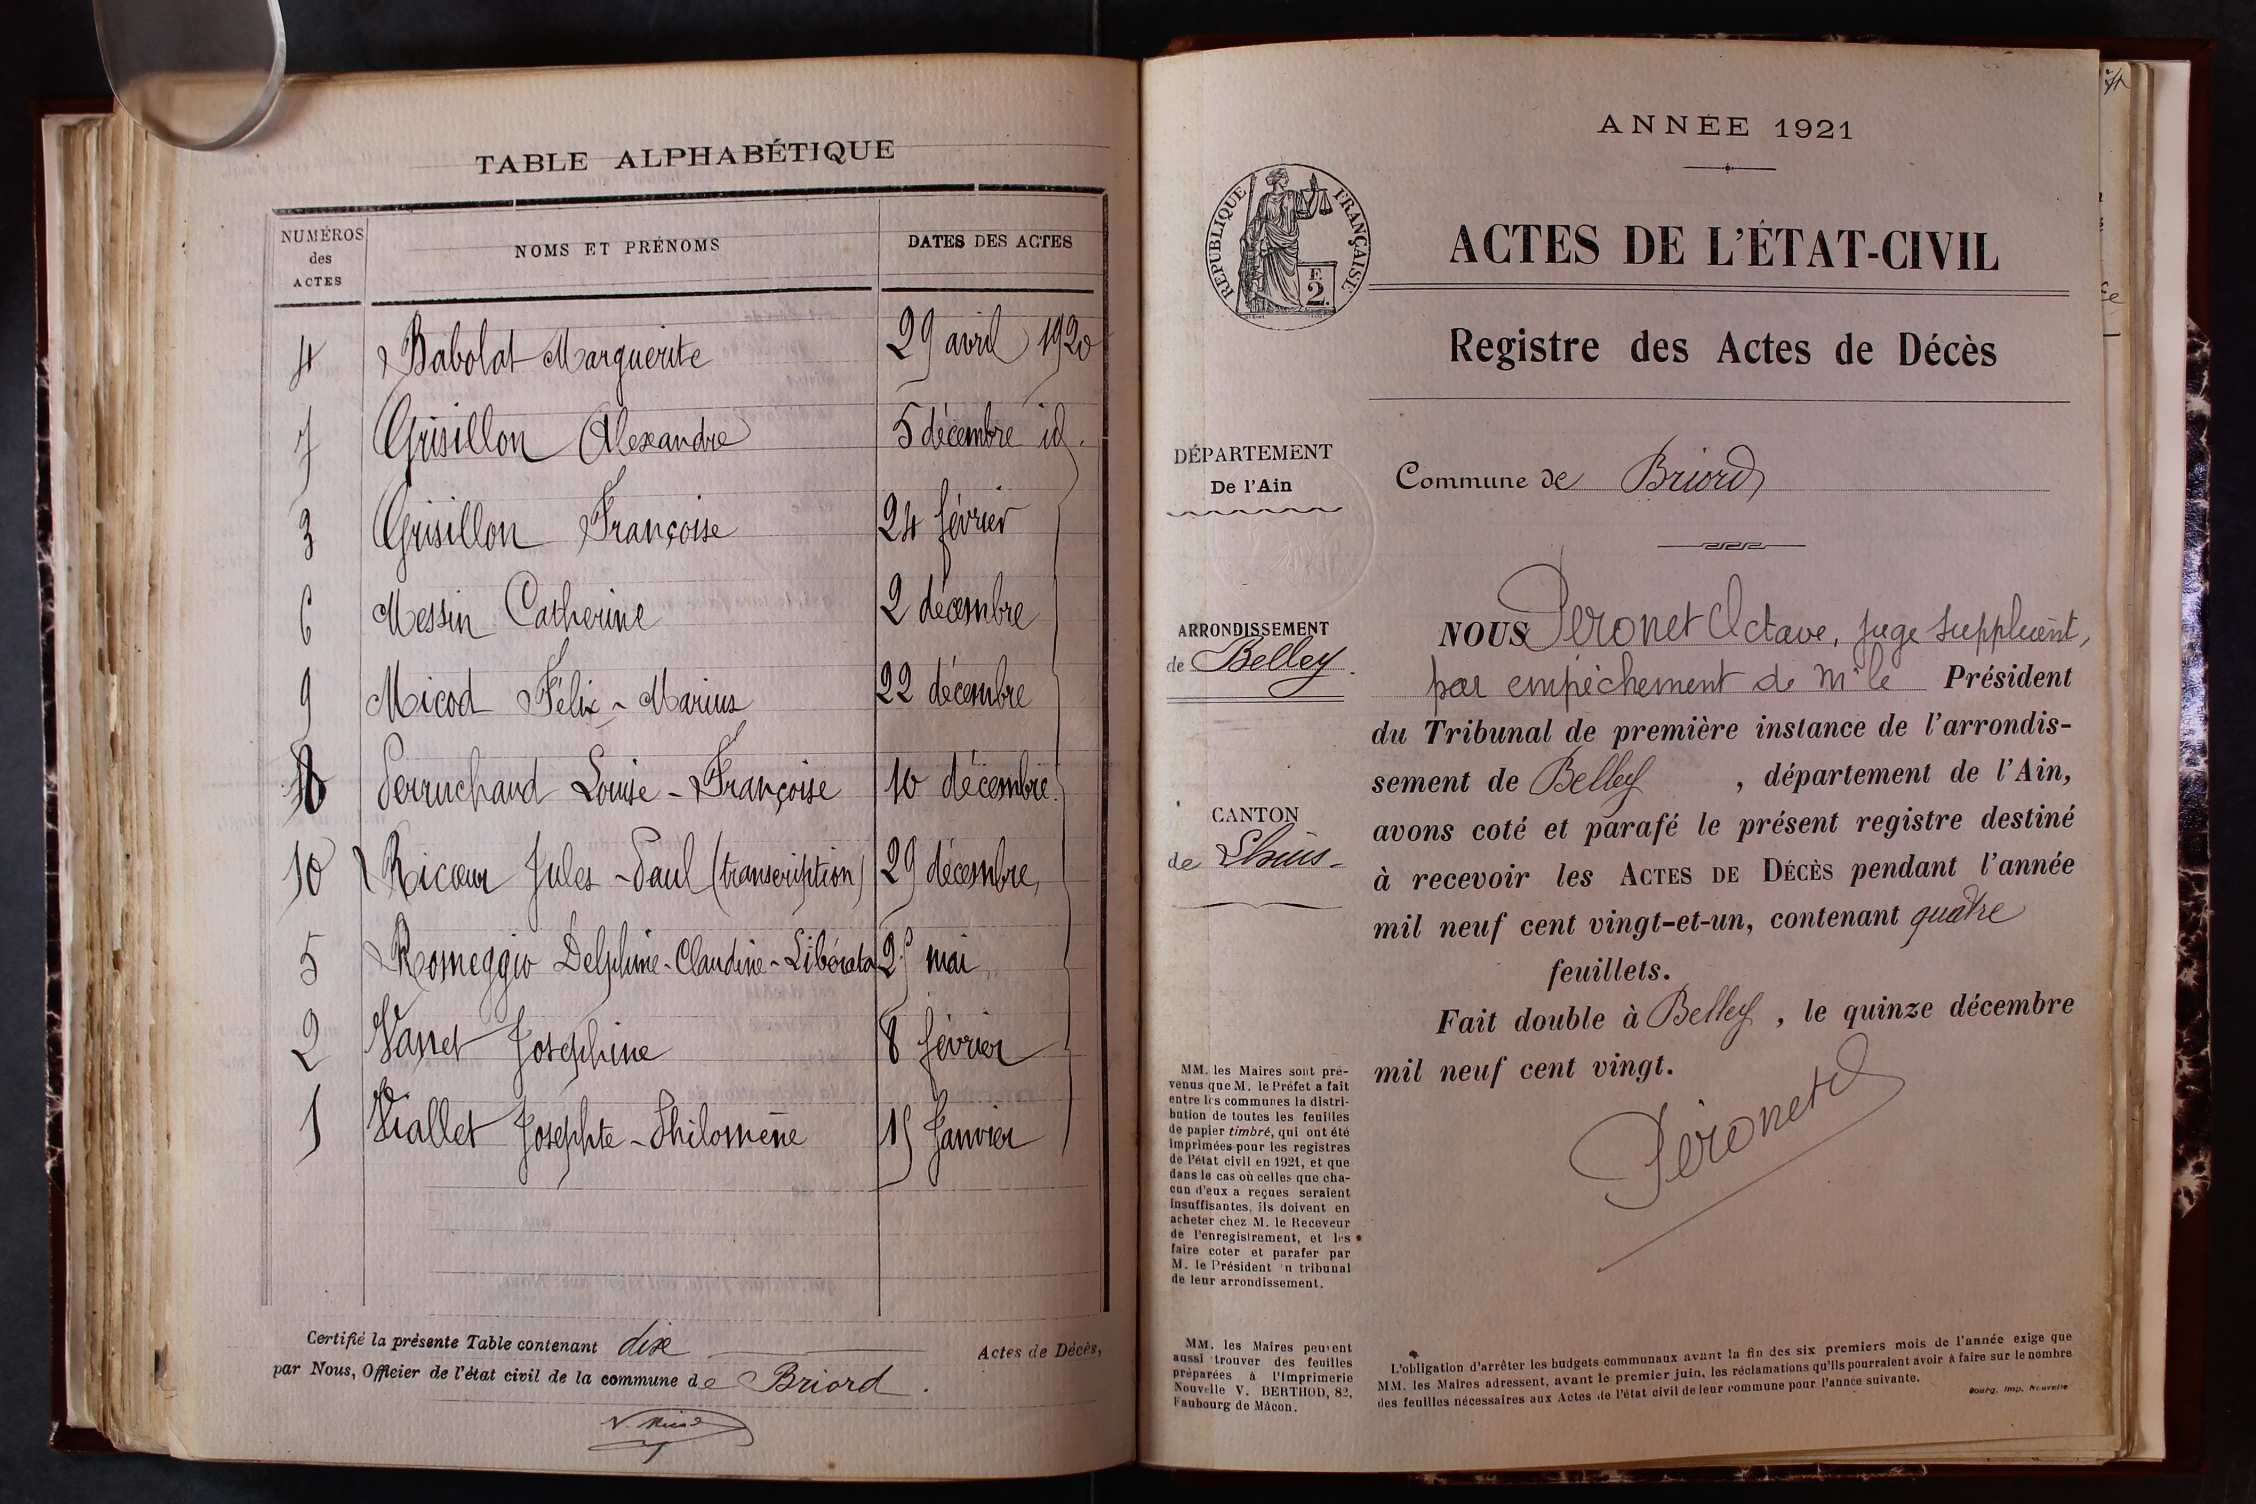 TABLE ALPHABÉTIQUE
NUMÉROS des ACTES NOMS ET PRÉNOMS DATES DES ACTES
4 Babolat Marguerite 29 avril 1920
7 Grisillon Alexandre 5 décembre id.
3 Grisillon Françoise 24 février
6 Messin Catherine 2 décembre
9 Micod Félix-Marius 22 décembre
8 Perruchaud Louise-Françoise 10 décembre
10 Ricœur Jules-Paul (transcription) 29 décembre
5 Romeggio Delphine-Claudine-Libérata mai
2 Vasset Josephine 8 février
1 Viallet Josephte-Philomène 15 Janvier
Certifié la présente Table contenant dix Actes de Décès,
par Nous, Officier de l'état civil de la commune de Briord.
ANNÉE 1921
RÉPUBLIQUE FRANÇAISE
2
ACTES DE L'ÉTAT-CIVIL
Registre des Actes de Décès
DÉPARTEMENT
De l'Ain
Commune de Briord
ARRONDISSEMENT
de Belley.
CANTON
de Lhuis
NOUS Peronet Octave, juge suppléant,
par empêchement de Mr le Président
du Tribunal de première instance de l'arrondis-
sement de Belley, département de l'Ain,
avons coté et parafé le présent registre destiné
à recevoir les ACTES DE DÉCÈS pendant l'année
mil neuf cent vingt-et-un, contenant quatre
feuillets.
Fait double à Belley, le quinze décembre
mil neuf cent vingt.
Péronet
MM. les Maires sont pré-
venus que M. le Préfet a fait
entre les communes la distri-
bution de toutes les feuilles
de papier timbré, qui ont été
imprimées pour les registres
de l'état civil en 1921, et que
dans le cas où celles que cha-
cun d'eux a reçues seraient
insuffisantes, ils doivent en
acheter chez M. le Receveur
de l'enregistrement, et les
faire coter et parafer par
M. le Président du tribunal
de leur arrondissement.
MM. les Maires peuvent
aussi trouver des feuilles
préparées à l'Imprimerie
Nouvelle V. BERTHOD, 82,
Faubourg de Mâcon.
L'obligation d'arrêter les budgets communaux avant la fin des six premiers mois de l'année exige que
MM. les Maires adressent, avant le premier juin, les réclamations qu'ils pourraient avoir à faire sur le nombre
des feuilles nécessaires aux Actes de l'état civil de leur commune pour l'année suivante.
Bourg, Imp. Nouvelle